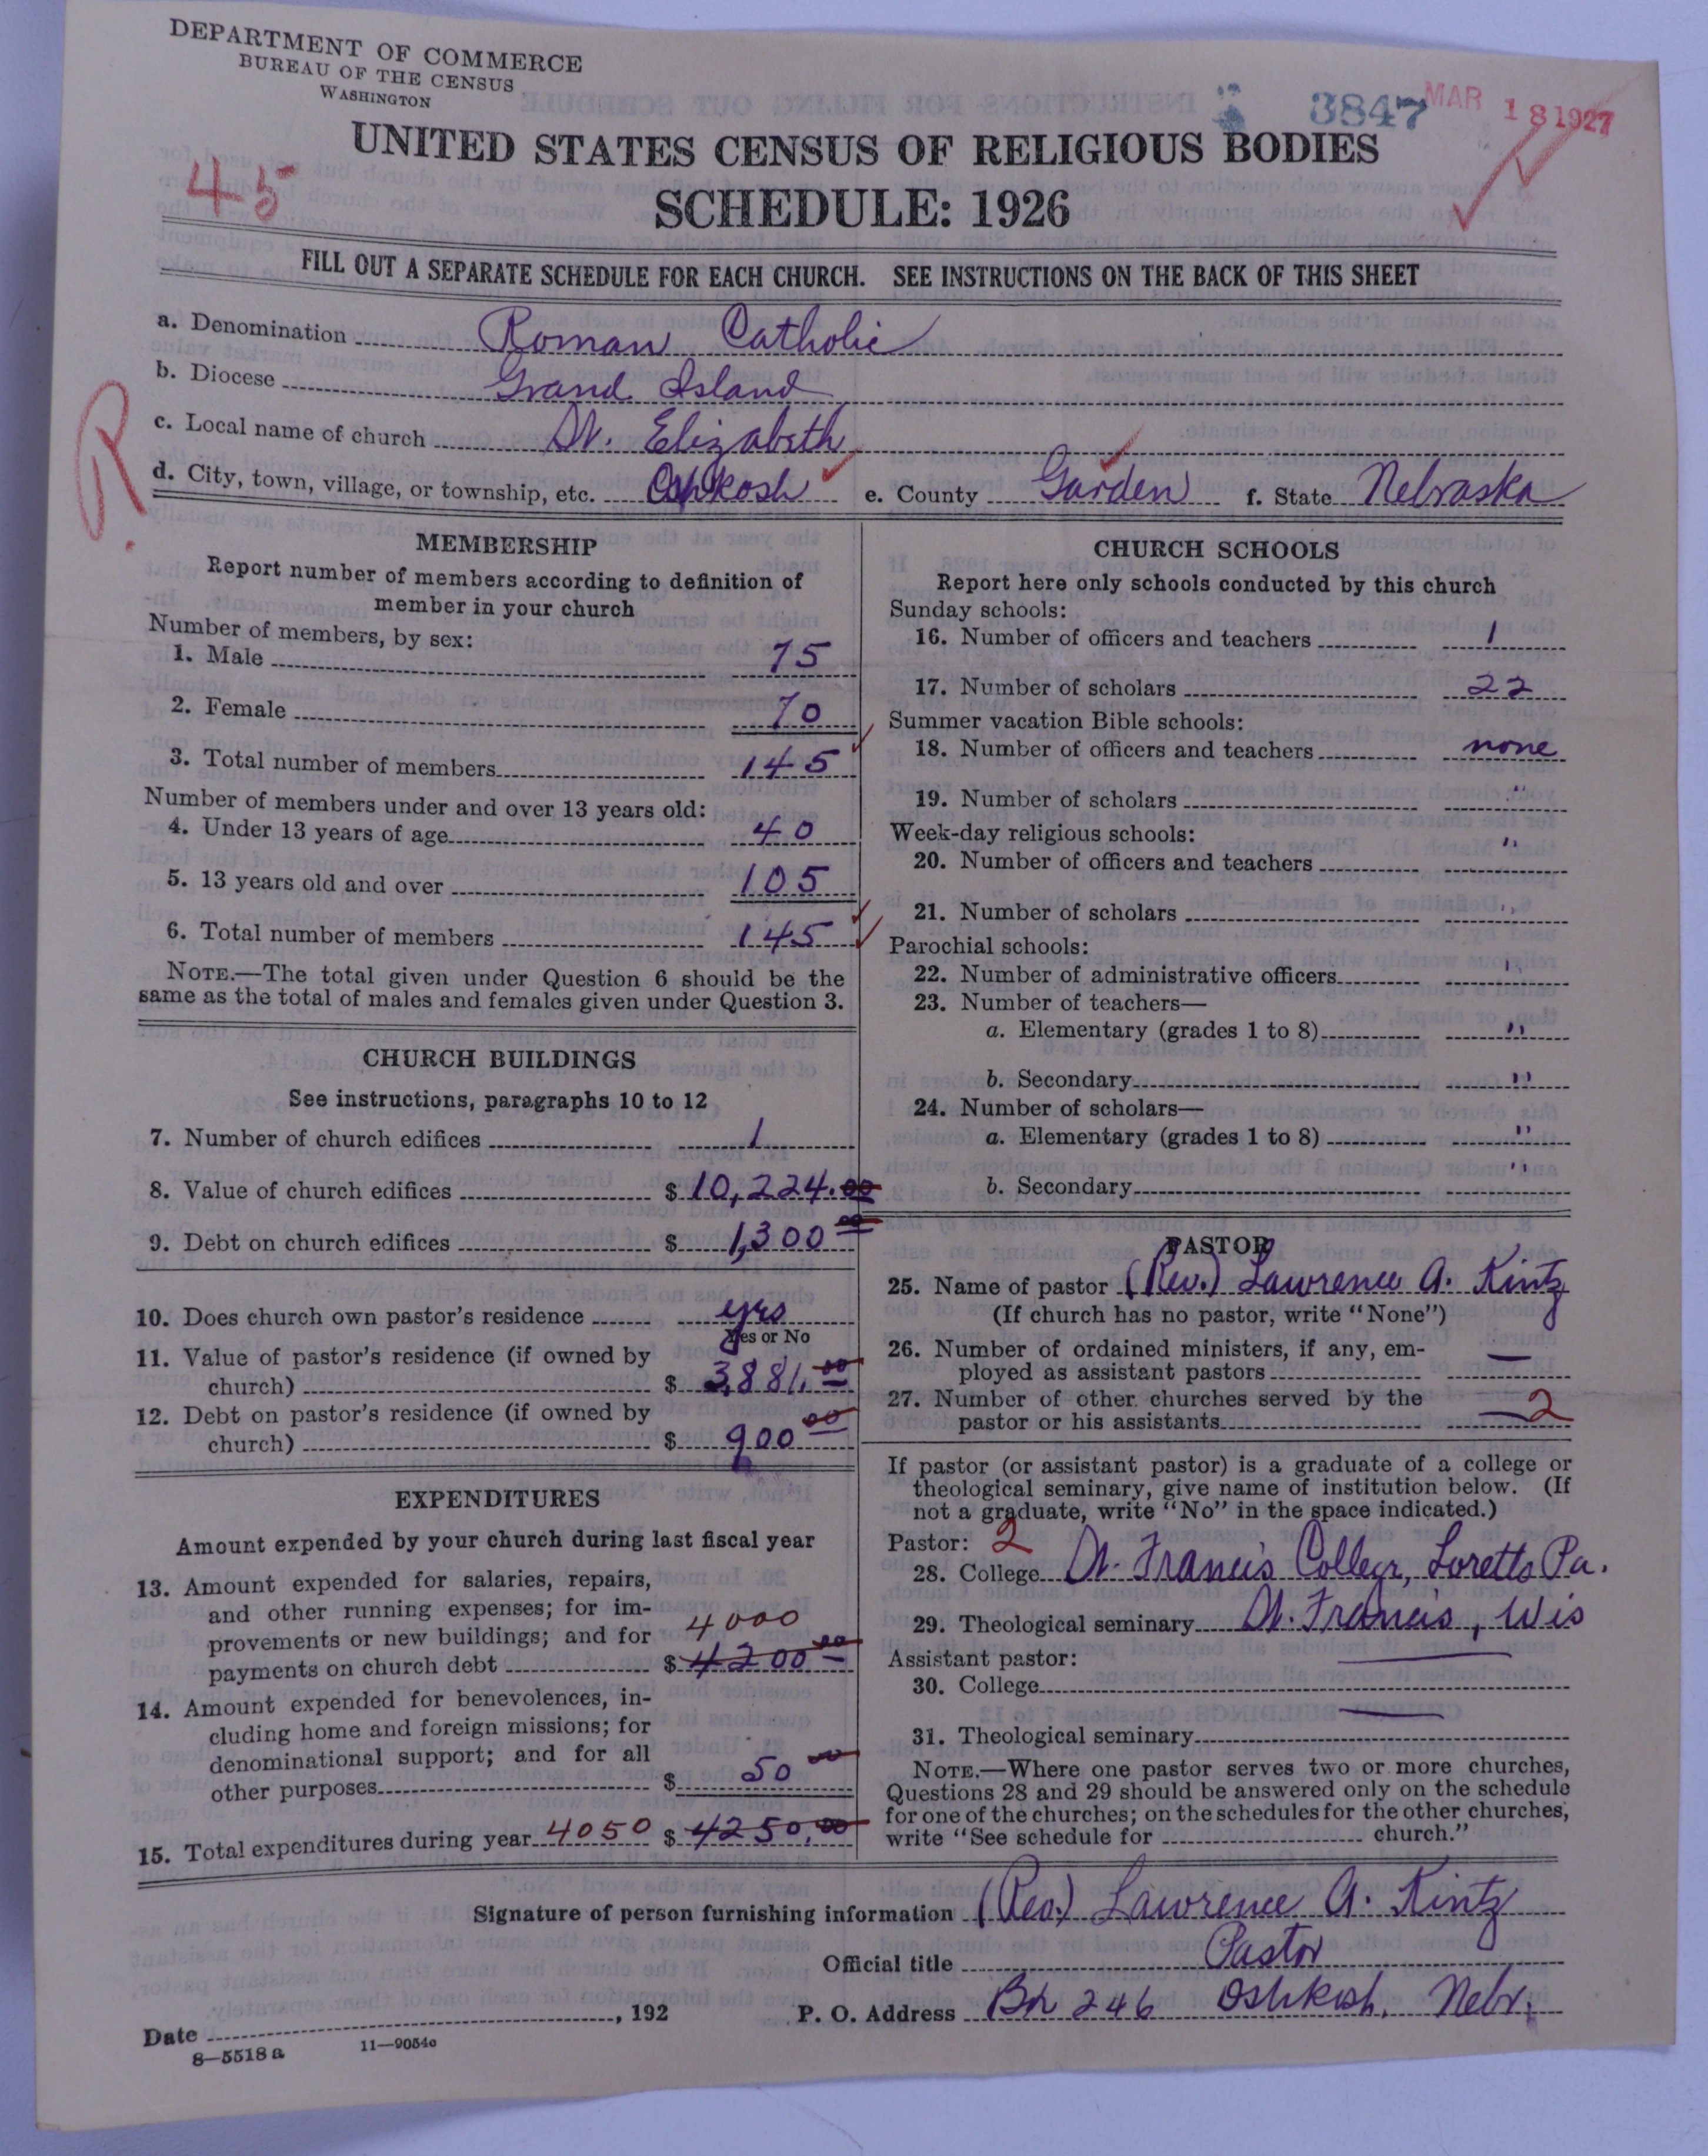 DEPARTMENT OF COMMERCE
BUREAU OF THE CENSUS
WASHINGTON
3847 MAR 18 1927
UNITED STATES CENSUS OF RELIGIOUS BODIES
45
SCHEDULE: 1926
FILL OUT A SEPARATE SCHEDULE FOR EACH CHURCH. SEE INSTRUCTIONS ON THE BACK OF THIS SHEET
a. Denomination Roman Catholic
b. Diocese Grand Island
R.
c. Local name of church St. Elizabeth
d. City, town, village, or township, etc. Oshkosh e. County Garden f. State Nebraska
MEMBERSHIP
Report number of members according to definition of
member in your church
Number of members, by sex:
1. Male 75
2. Female 70
3. Total number of members 145
Number of members under and over 13 years old:
4. Under 13 years of age 40
5. 13 years old and over 105
6. Total number of members 145
NOTE.—The total given under Question 6 should be the
same as the total of males and females given under Question 3.
CHURCH BUILDINGS
See instructions, paragraphs 10 to 12
7. Number of church edifices 1
8. Value of church edifices $ 10,224.00
9. Debt on church edifices $ 1,300 00
10. Does church own pastor's residence yes
Yes or No
11. Value of pastor's residence (if owned by
church) $ 3,881.00
12. Debt on pastor's residence (if owned by
church) $ 900 00
EXPENDITURES
Amount expended by your church during last fiscal year
13. Amount expended for salaries, repairs,
and other running expenses; for im-
provements or new buildings; and for 4000
payments on church debt $ 4200 00
14. Amount expended for benevolences, in-
cluding home and foreign missions; for
denominational support; and for all
other purposes $ 50 00
15. Total expenditures during year 4050 $ 4250.00
CHURCH SCHOOLS
Report here only schools conducted by this church
Sunday schools:
16. Number of officers and teachers 1
17. Number of scholars 22
Summer vacation Bible schools:
18. Number of officers and teachers none
19. Number of scholars "
Week-day religious schools:
20. Number of officers and teachers "
21. Number of scholars "
Parochial schools:
22. Number of administrative officers "
23. Number of teachers—
a. Elementary (grades 1 to 8) "
b. Secondary "
24. Number of scholars—
a. Elementary (grades 1 to 8) "
b. Secondary "
PASTOR
25. Name of pastor (Rev.) Lawrence A. Kintz
(If church has no pastor, write "None")
26. Number of ordained ministers, if any, em-
ployed as assistant pastors —
27. Number of other churches served by the
pastor or his assistants — 2
If pastor (or assistant pastor) is a graduate of a college or
theological seminary, give name of institution below. (If
not a graduate, write "No" in the space indicated.)
Pastor: 2
28. College St. Francis College, Loretto Pa.
29. Theological seminary St. Francis, Wis
Assistant pastor:
30. College —
31. Theological seminary —
NOTE.—Where one pastor serves two or more churches,
Questions 28 and 29 should be answered only on the schedule
for one of the churches; on the schedules for the other churches,
write "See schedule for church."
Signature of person furnishing information (Rev.) Lawrence A. Kintz
Official title Pastor
Date , 192 P. O. Address Bx 246 Oshkosh, Nebr.
8—5518 a 11—9054c